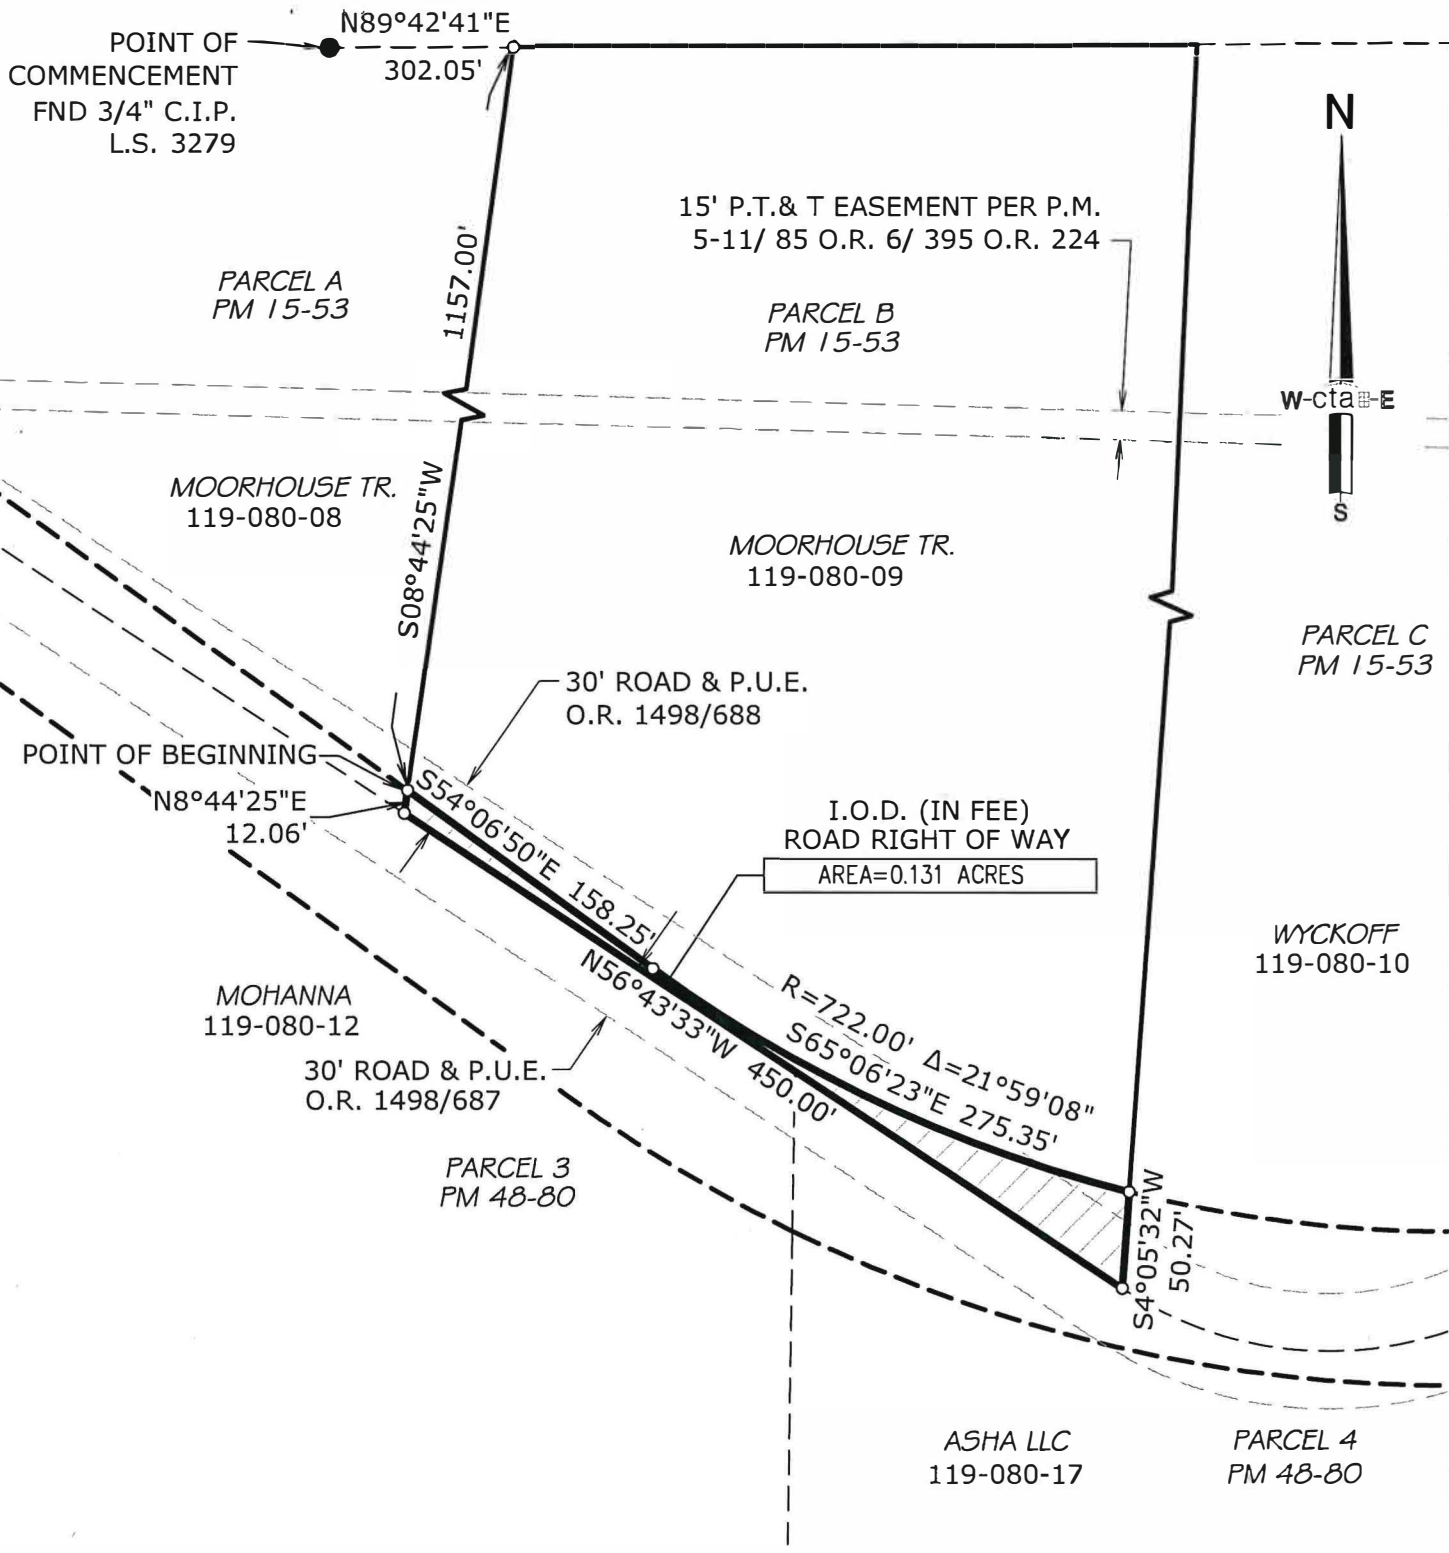 N89°42'41"E
302.05'
POINT OF
COMMENCEMENT
FND 3/4" C.I.P.
L.S. 3279
N
15' P.T.& T EASEMENT PER P.M.
5-11/ 85 O.R. 6/ 395 O.R. 224
1157.00'
PARCEL A
PM 15-53
PARCEL B
PM 15-53
W-cta-E
S
MOORHOUSE TR.
119-080-08
S08°44'25"W
MOORHOUSE TR.
119-080-09
PARCEL C
PM 15-53
30' ROAD & P.U.E.
O.R. 1498/688
POINT OF BEGINNING
N8°44'25"E
12.06'
S54°06'50"E 158.25'
I.O.D. (IN FEE)
ROAD RIGHT OF WAY
AREA=0.131 ACRES
WYCKOFF
119-080-10
N56°43'33"W 450.00'
R=722.00' Δ=21°59'08"
S65°06'23"E 275.35'
MOHANNA
119-080-12
30' ROAD & P.U.E.
O.R. 1498/687
PARCEL 3
PM 48-80
S4°05'32"W
50.27'
ASHA LLC
119-080-17
PARCEL 4
PM 48-80